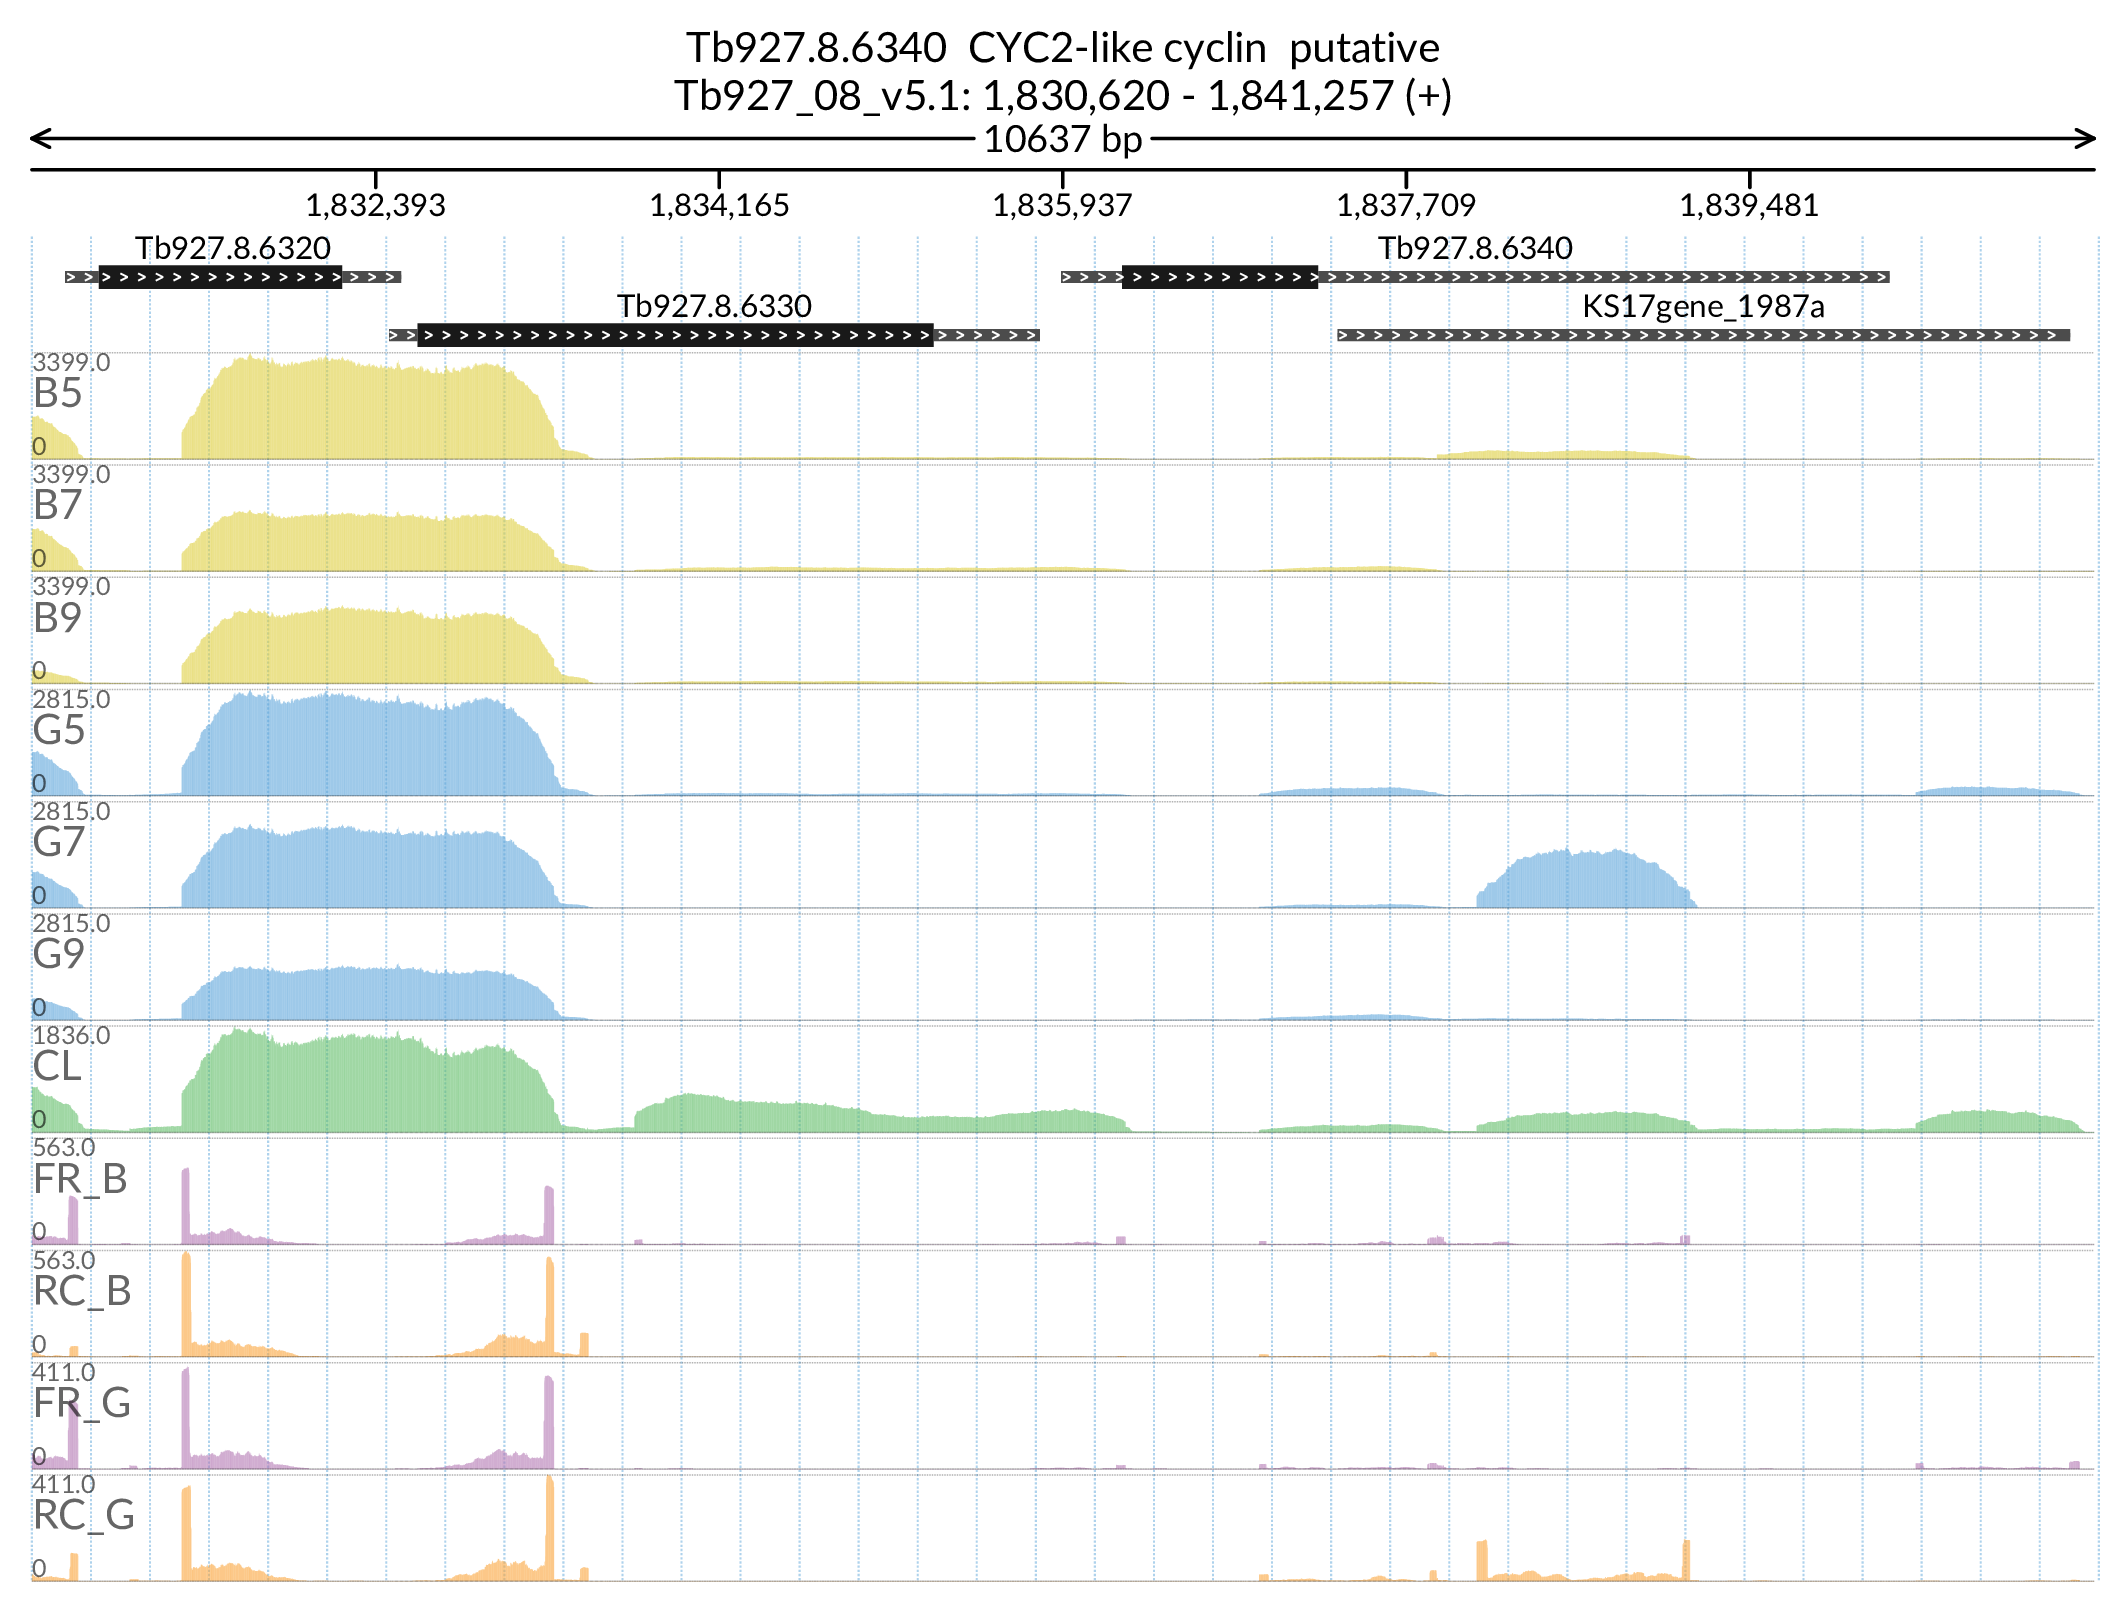 Tb927.8.6340  CYC2-like cyclin  putative
Tb927_08_v5.1: 1,830,620 - 1,841,257 (+)
10637 bp
1,832,393 1,834,165 1,835,937 1,837,709 1,839,481
Tb927.8.6320 Tb927.8.6340
Tb927.8.6330 KS17gene_1987a
3399.0
B5
0
3399.0
B7
0
3399.0
B9
0
2815.0
G5
0
2815.0
G7
0
2815.0
G9
0
1836.0
CL
0
563.0
FR_B
0
563.0
RC_B
0
411.0
FR_G
0
411.0
RC_G
0